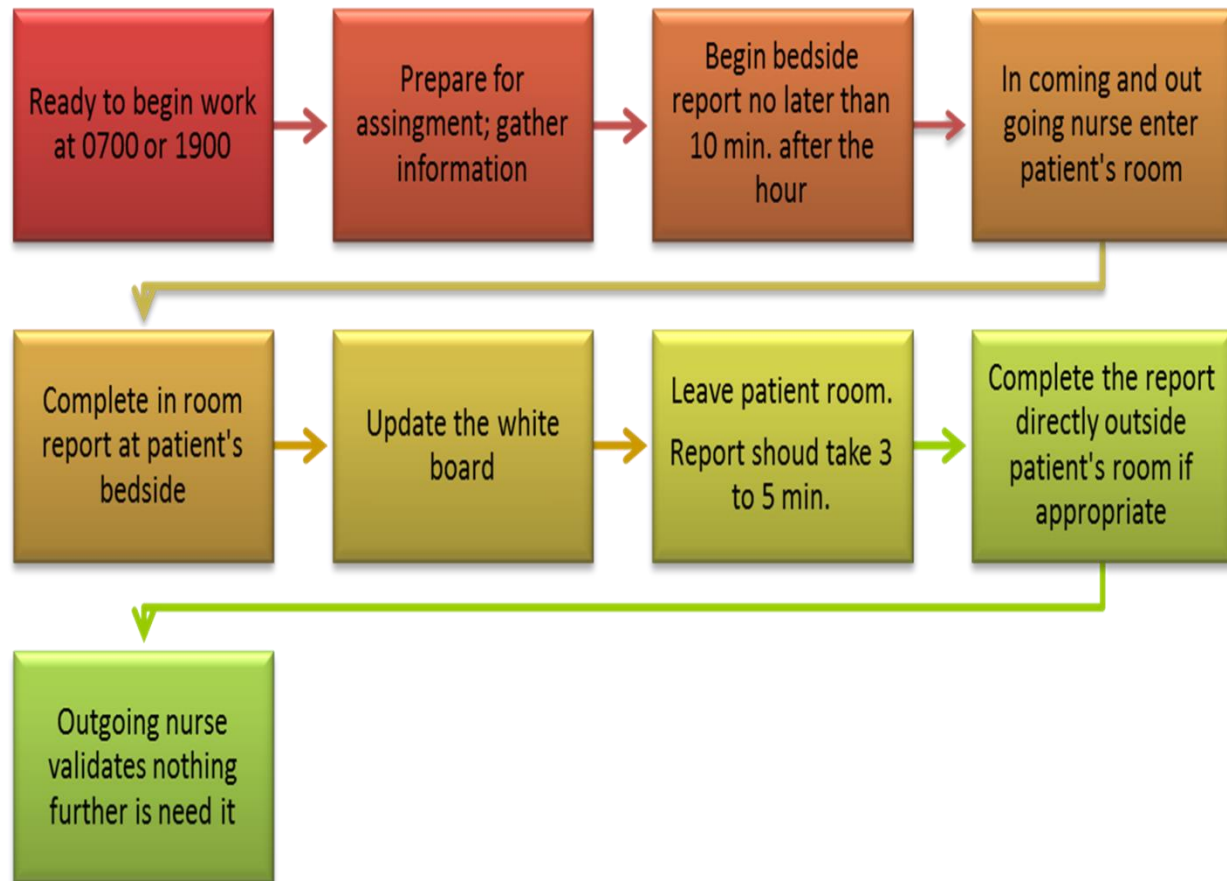 Ready to begin work
at 0700 or 1900
Prepare for
assingment; gather
information
Begin bedside
report no later than
10 min. after the
hour
In coming and out
going nurse enter
patient's room
Complete in room
report at patient's
bedside
Update the white
board
Leave patient room.
Report shoud take 3
to 5 min.
Complete the report
directly outside
patient's room if
appropriate
Outgoing nurse
validates nothing
further is need it